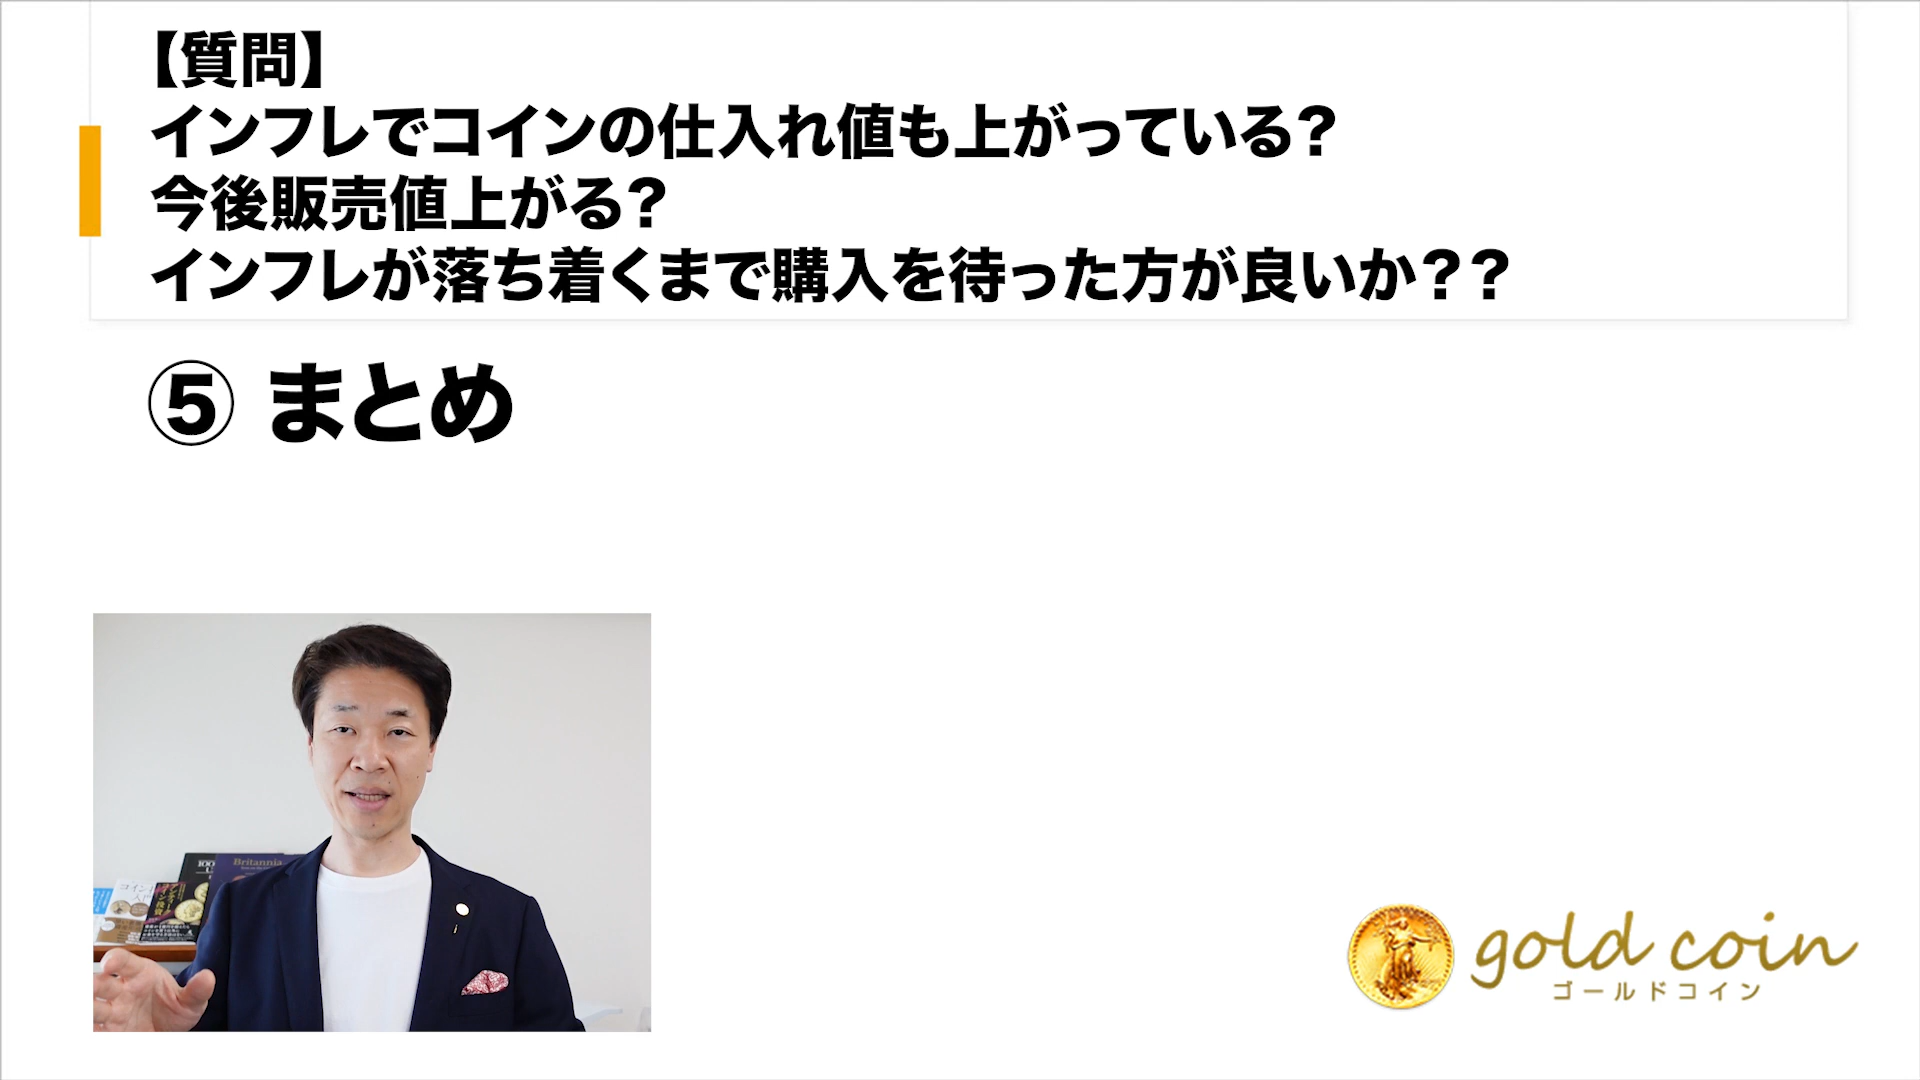 【質問】
インフレでコインの仕入れ値も上がっている？
今後販売値上がる？
インフレが落ち着くまで購入を待った方が良いか？？
⑤ まとめ
Britannia
gold coin
ゴールドコイン